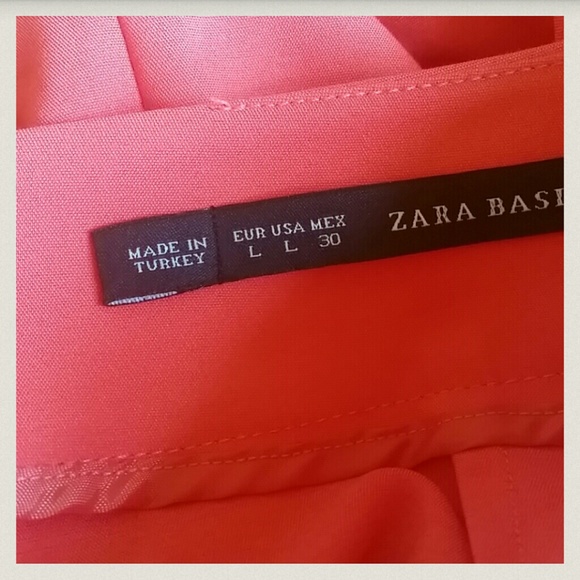 MADE IN
TURKEY
EUR USA MEX
L L 30
ZARA BASI